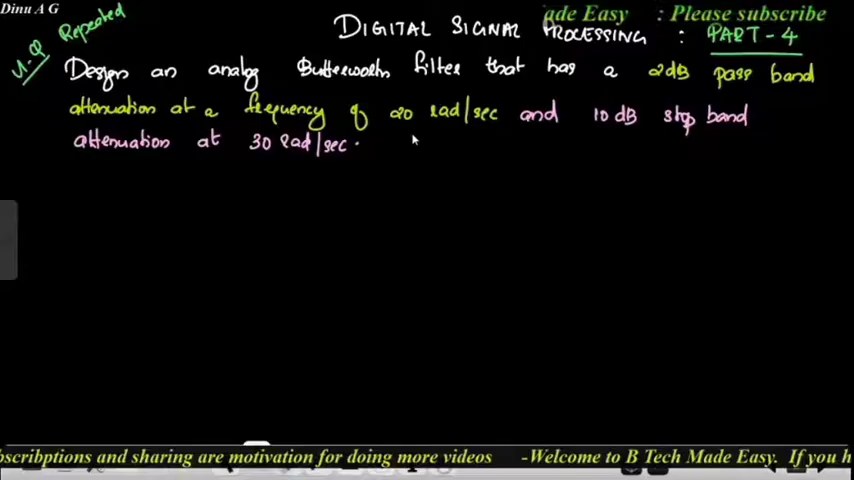 Dinu A G
ade Easy : Please subscribe
U.Q Repeated
DIGITAL SIGNAL PROCESSING : PART-4
Design an analog Butterworth filter that has a 2dB pass band
attenuation at a frequency of 20 rad/sec and 10 dB stop band
attenuation at 30 rad/sec.
bscribptions and sharing are motivation for doing more videos -Welcome to B Tech Made Easy. If you h